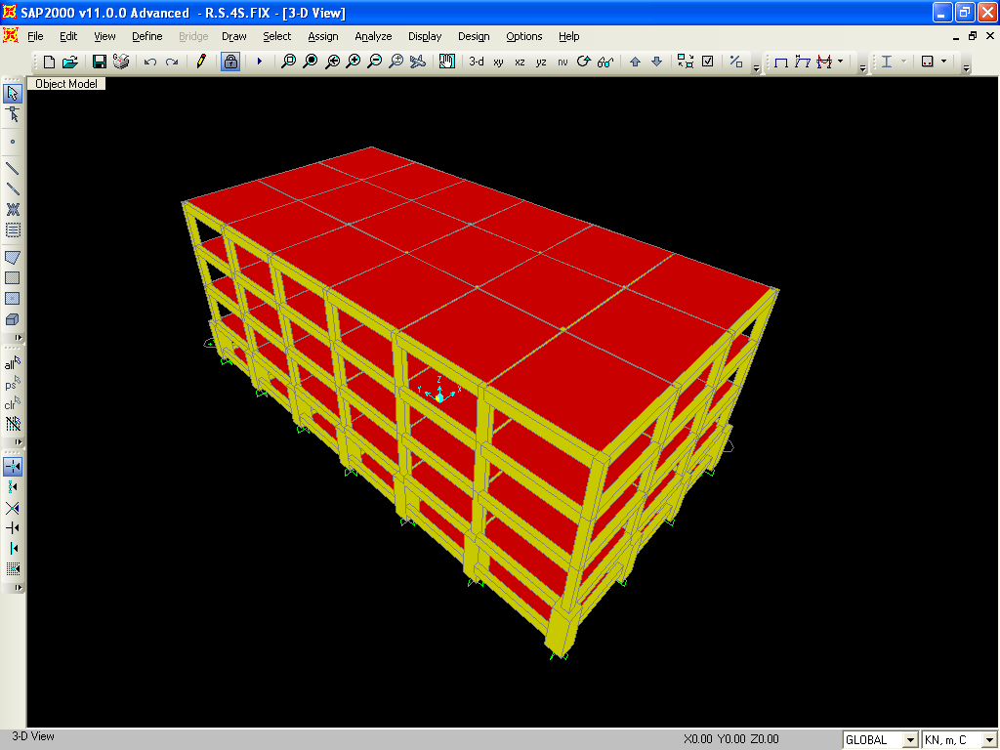 SAP2000 v11.0.0 Advanced - R.S.4S.FIX - [3-D View]
File Edit View Define Bridge Draw Select Assign Analyze Display Design Options Help
3-d xy xz yz nv
Object Model
all
ps
clr
Z
Y X
3-D View X0.00 Y0.00 Z0.00 GLOBAL KN, m, C